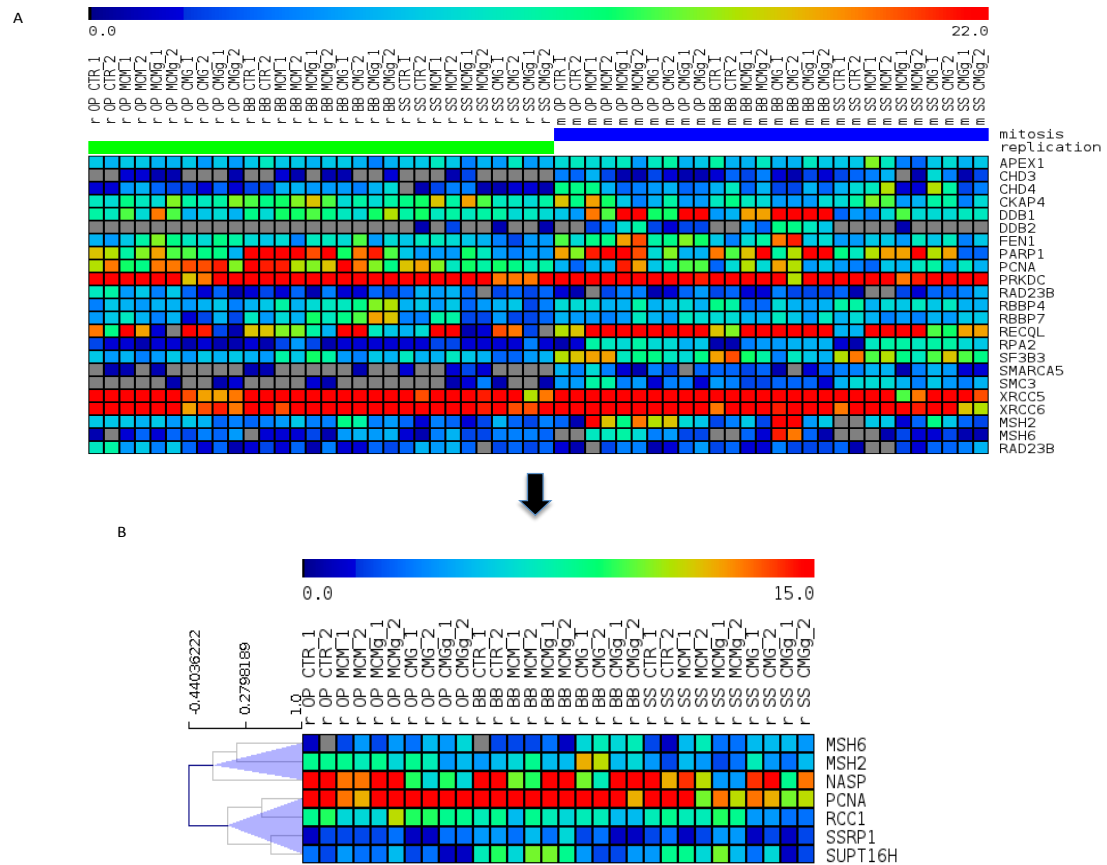 A
0.0
22.0
r OP CTR_1
r OP CTR_2
r OP MCM_1
r OP MCM_2
r OP MCMg_1
r OP MCMg_2
r OP CMG_1
r OP CMG_2
r OP CMGg_1
r OP CMGg_2
r BB CTR_1
r BB CTR_2
r BB MCM_1
r BB MCM_2
r BB MCMg_1
r BB MCMg_2
r BB CMG_1
r BB CMG_2
r BB CMGg_1
r BB CMGg_2
r SS CTR_1
r SS CTR_2
r SS MCM_1
r SS MCM_2
r SS MCMg_1
r SS MCMg_2
r SS CMG_1
r SS CMG_2
r SS CMGg_1
r SS CMGg_2
m OP CTR_1
m OP CTR_2
m OP MCM_1
m OP MCM_2
m OP MCMg_1
m OP MCMg_2
m OP CMG_1
m OP CMG_2
m OP CMGg_1
m OP CMGg_2
m BB CTR_1
m BB CTR_2
m BB MCM_1
m BB MCM_2
m BB CMG_1
m BB CMG_2
m BB CMGg_1
m BB CMGg_2
m SS CTR_1
m SS CTR_2
m SS MCM_1
m SS MCM_2
m SS MCMg_1
m SS MCMg_2
m SS CMG_1
m SS CMG_2
m SS CMGg_1
m SS CMGg_2
mitosis
replication
APEX1
CHD3
CHD4
CKAP4
DDB1
DDB2
FEN1
PARP1
PCNA
PRKDC
RAD23B
RBBP4
RBBP7
RECQL
RPA2
SF3B3
SMARCA5
SMC3
XRCC5
XRCC6
MSH2
MSH6
RAD23B
B
0.0
15.0
-0.44036222
0.2798189
1.0
r OP CTR_1
r OP CTR_2
r OP MCM_1
r OP MCM_2
r OP MCMg_1
r OP MCMg_2
r OP CMG_1
r OP CMG_2
r OP CMGg_1
r OP CMGg_2
r BB CTR_1
r BB CTR_2
r BB MCM_1
r BB MCM_2
r BB MCMg_1
r BB MCMg_2
r BB CMG_1
r BB CMG_2
r BB CMGg_1
r BB CMGg_2
r SS CTR_1
r SS CTR_2
r SS MCM_1
r SS MCM_2
r SS MCMg_1
r SS MCMg_2
r SS CMG_1
r SS CMG_2
r SS CMGg_1
r SS CMGg_2
MSH6
MSH2
NASP
PCNA
RCC1
SSRP1
SUPT16H